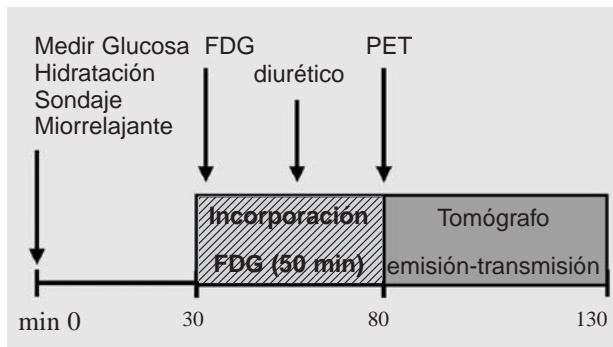 Medir Glucosa
Hidratación
Sondaje
Miorrelajante
FDG
diurético
PET
Incorporación
FDG (50 min)
Tomógrafo
emisión-transmisión
min 0
30
80
130